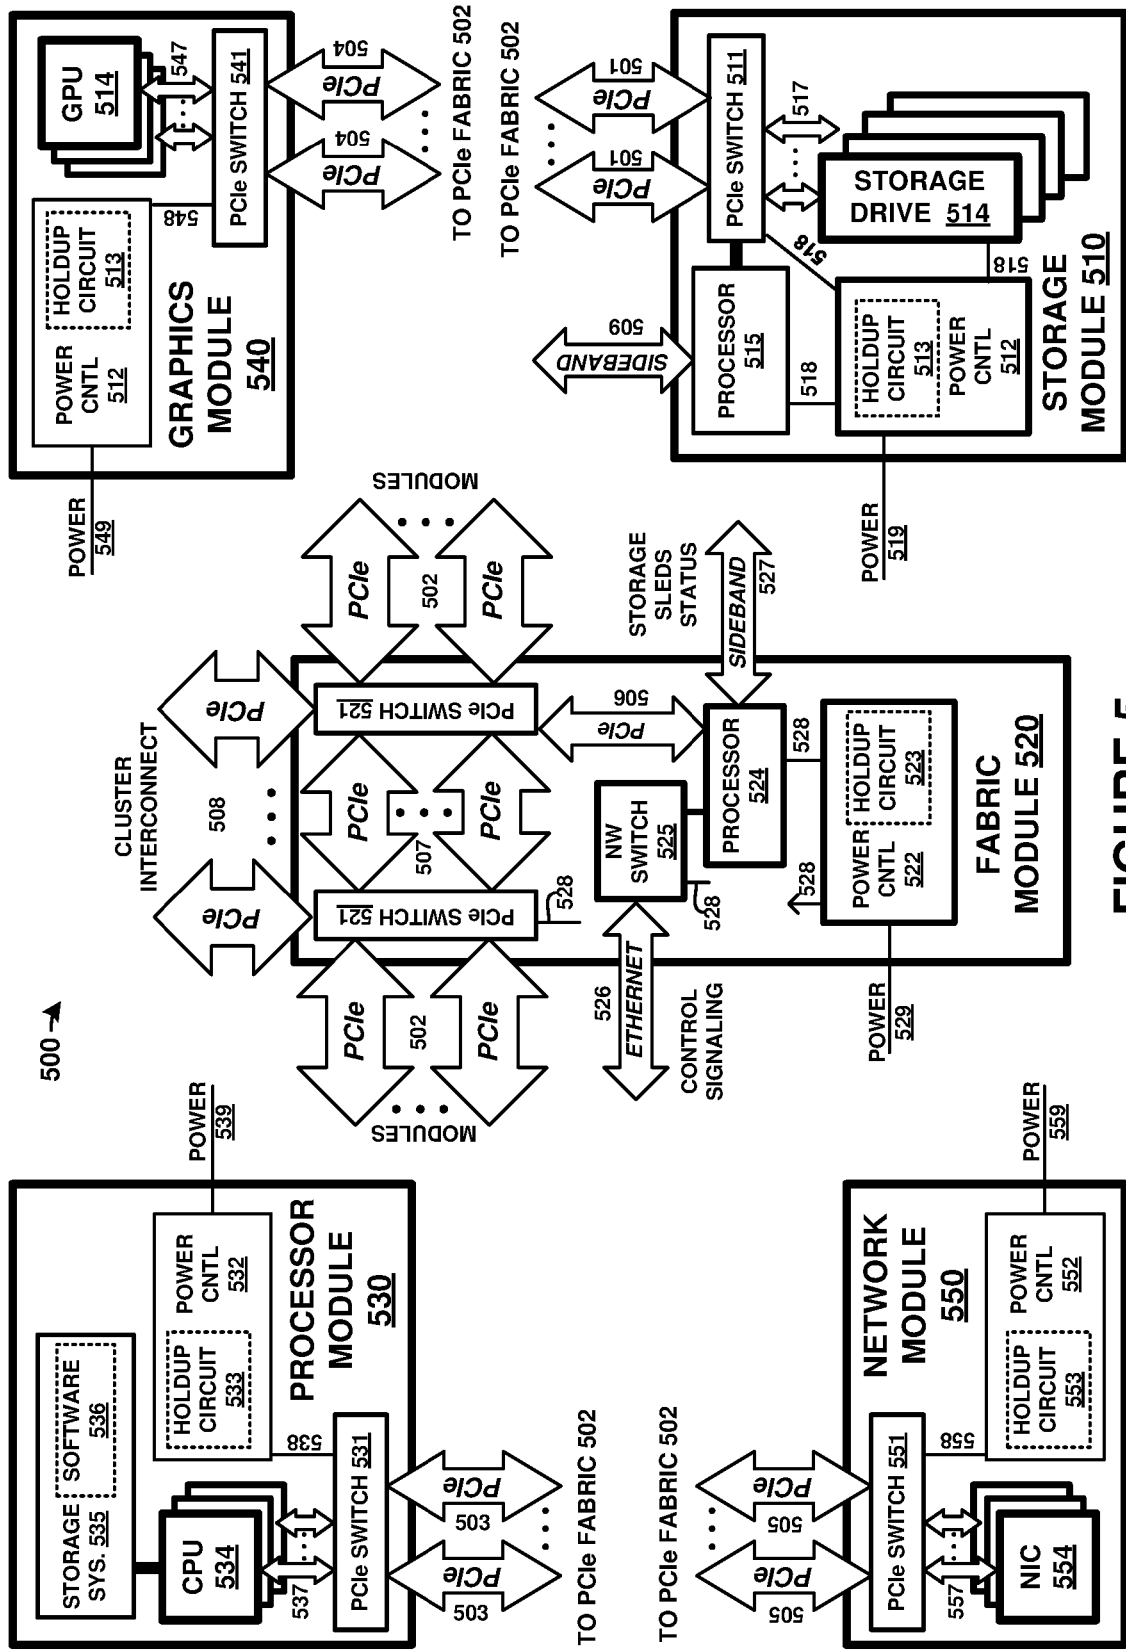 500
STORAGE
SYS. 535
SOFTWARE
536
CPU
534
537
HOLDUP
CIRCUIT
533
POWER
CNTL
532
POWER
539
538
PCIe SWITCH 531
PROCESSOR
MODULE
530
PCIe
503
PCIe
503
TO PCIe FABRIC 502
CLUSTER
INTERCONNECT
508
PCIe
PCIe
PCIe SWITCH 521
PCIe SWITCH 521
PCIe
PCIe
507
PCIe
PCIe
502
MODULES
PCIe
PCIe
502
MODULES
528
PCIe
506
NW
SWITCH
525
528
ETHERNET
526
CONTROL
SIGNALING
PROCESSOR
524
SIDEBAND
527
STORAGE
SLEDS
STATUS
528
528
POWER
CNTL
522
HOLDUP
CIRCUIT
523
POWER
529
FABRIC
MODULE 520
POWER
549
POWER
CNTL
512
HOLDUP
CIRCUIT
513
GPU
514
547
548
PCIe SWITCH 541
GRAPHICS
MODULE
540
PCIe
504
PCIe
504
TO PCIe FABRIC 502
TO PCIe FABRIC 502
PCIe
505
PCIe
505
PCIe SWITCH 551
557
558
NIC
554
HOLDUP
CIRCUIT
553
POWER
CNTL
552
POWER
559
NETWORK
MODULE
550
TO PCIe FABRIC 502
PCIe
501
PCIe
501
SIDEBAND
509
PCIe SWITCH 511
PROCESSOR
515
517
518
518
518
STORAGE
DRIVE 514
HOLDUP
CIRCUIT
513
POWER
CNTL
512
POWER
519
STORAGE
MODULE 510
FIGURE 5